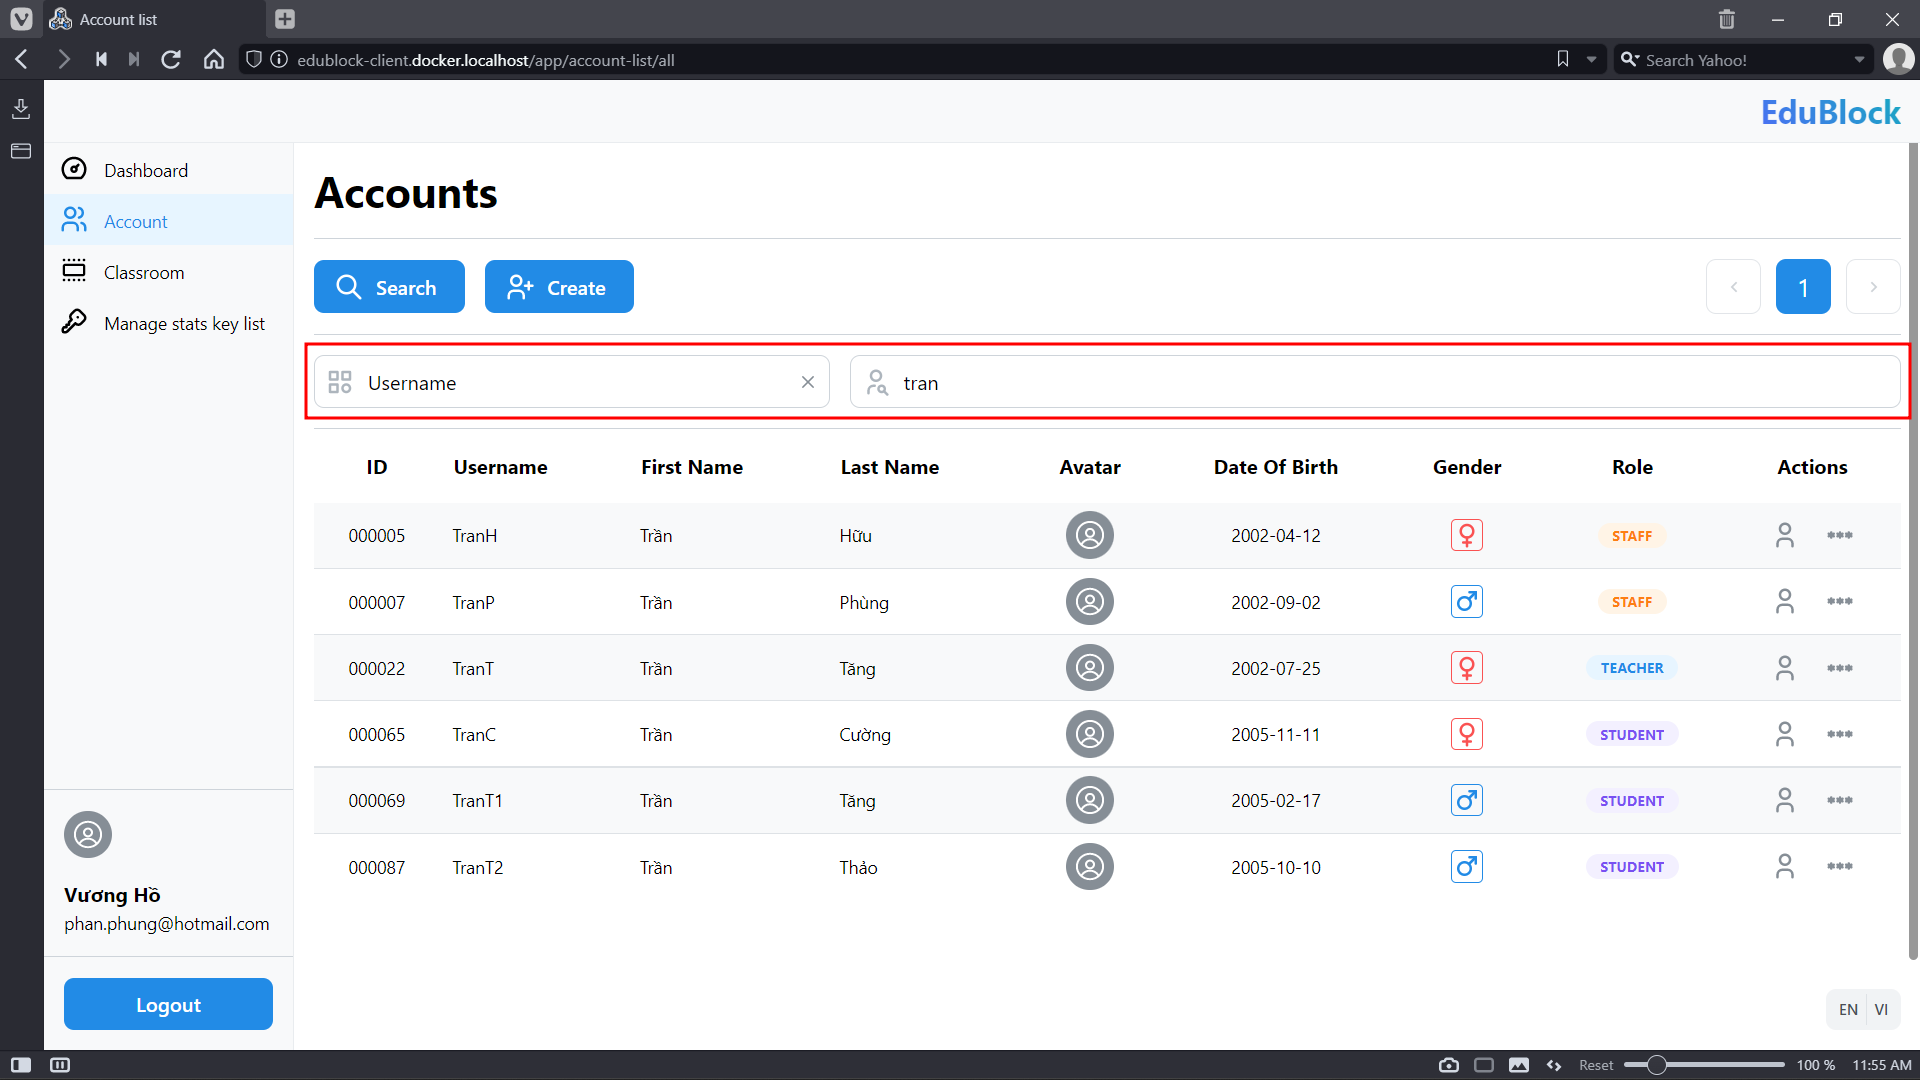 Account list
edublock-client.docker.localhost/app/account-list/all
Search Yahoo!
EduBlock
Dashboard
Account
Classroom
Manage stats key list
Accounts
Search
Create
1
Username
tran
ID Username First Name Last Name Avatar Date Of Birth Gender Role Actions
000005 TranH Trần Hữu 2002-04-12 STAFF
000007 TranP Trần Phùng 2002-09-02 STAFF
000022 TranT Trần Tăng 2002-07-25 TEACHER
000065 TranC Trần Cường 2005-11-11 STUDENT
000069 TranT1 Trần Tăng 2005-02-17 STUDENT
000087 TranT2 Trần Thảo 2005-10-10 STUDENT
Vương Hồ
phan.phung@hotmail.com
Logout
EN VI
Reset 100 % 11:55 AM